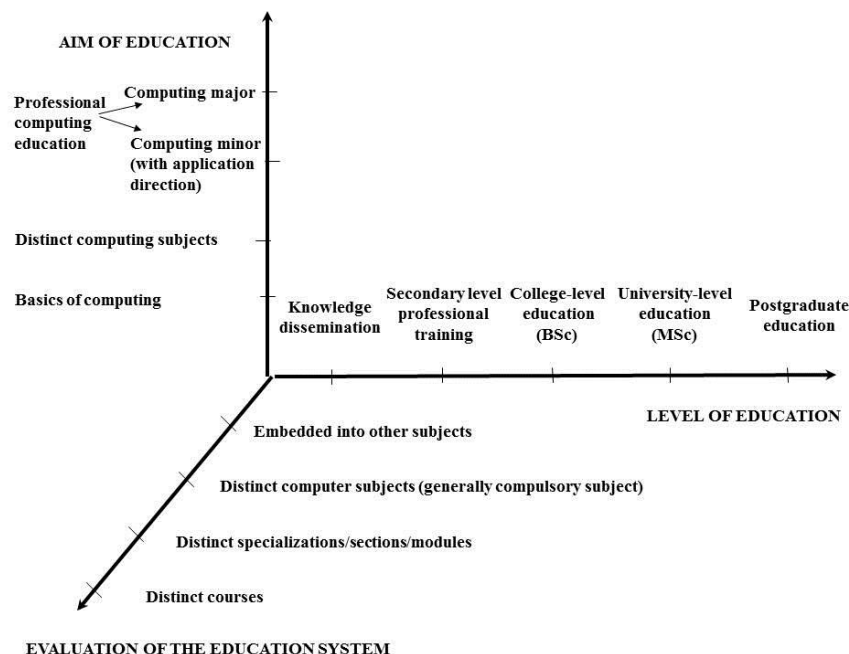 AIM OF EDUCATION
Computing major
Professional
computing
education
Computing minor
(with application
direction)
Distinct computing subjects
Basics of computing
Knowledge
dissemination
Secondary level
professional
training
College-level
education
(BSc)
University-level
education
(MSc)
Postgraduate
education
LEVEL OF EDUCATION
Embedded into other subjects
Distinct computer subjects (generally compulsory subject)
Distinct specializations/sections/modules
Distinct courses
EVALUATION OF THE EDUCATION SYSTEM